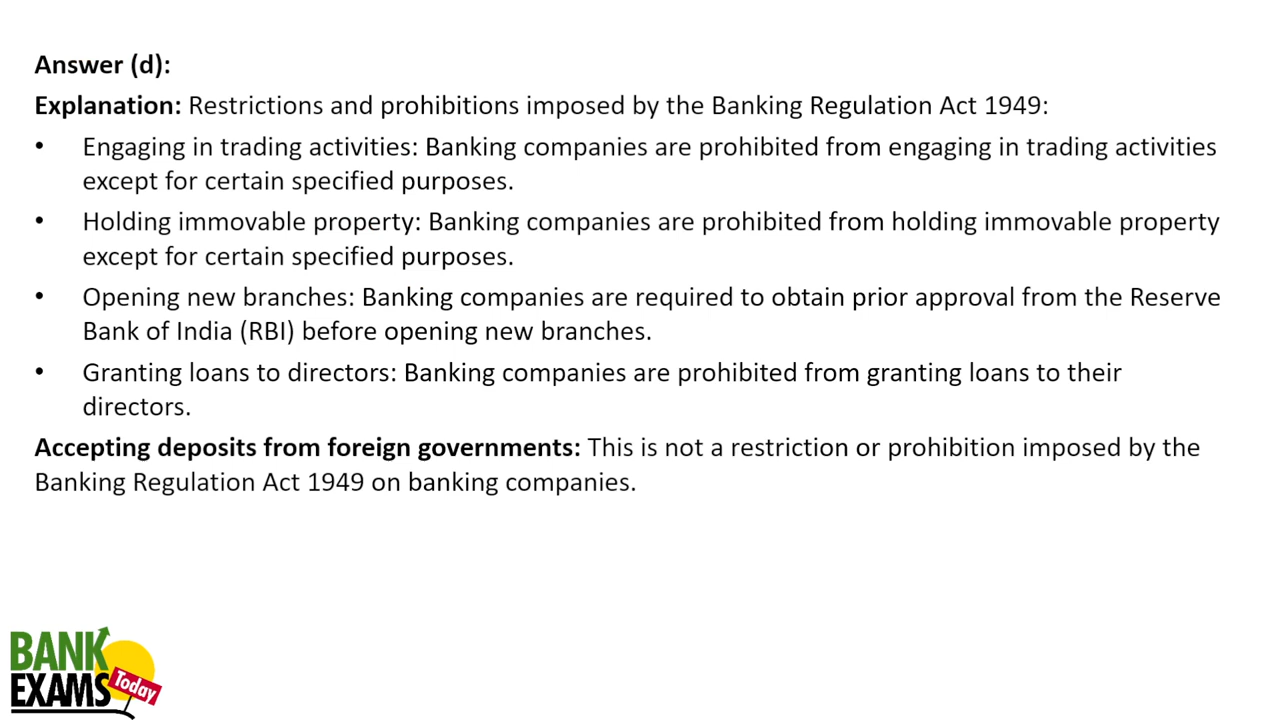 Answer (d):
Explanation: Restrictions and prohibitions imposed by the Banking Regulation Act 1949:
• Engaging in trading activities: Banking companies are prohibited from engaging in trading activities
except for certain specified purposes.
• Holding immovable property: Banking companies are prohibited from holding immovable property
except for certain specified purposes.
• Opening new branches: Banking companies are required to obtain prior approval from the Reserve
Bank of India (RBI) before opening new branches.
• Granting loans to directors: Banking companies are prohibited from granting loans to their
directors.
Accepting deposits from foreign governments: This is not a restriction or prohibition imposed by the
Banking Regulation Act 1949 on banking companies.
BANK
EXAMS
Today